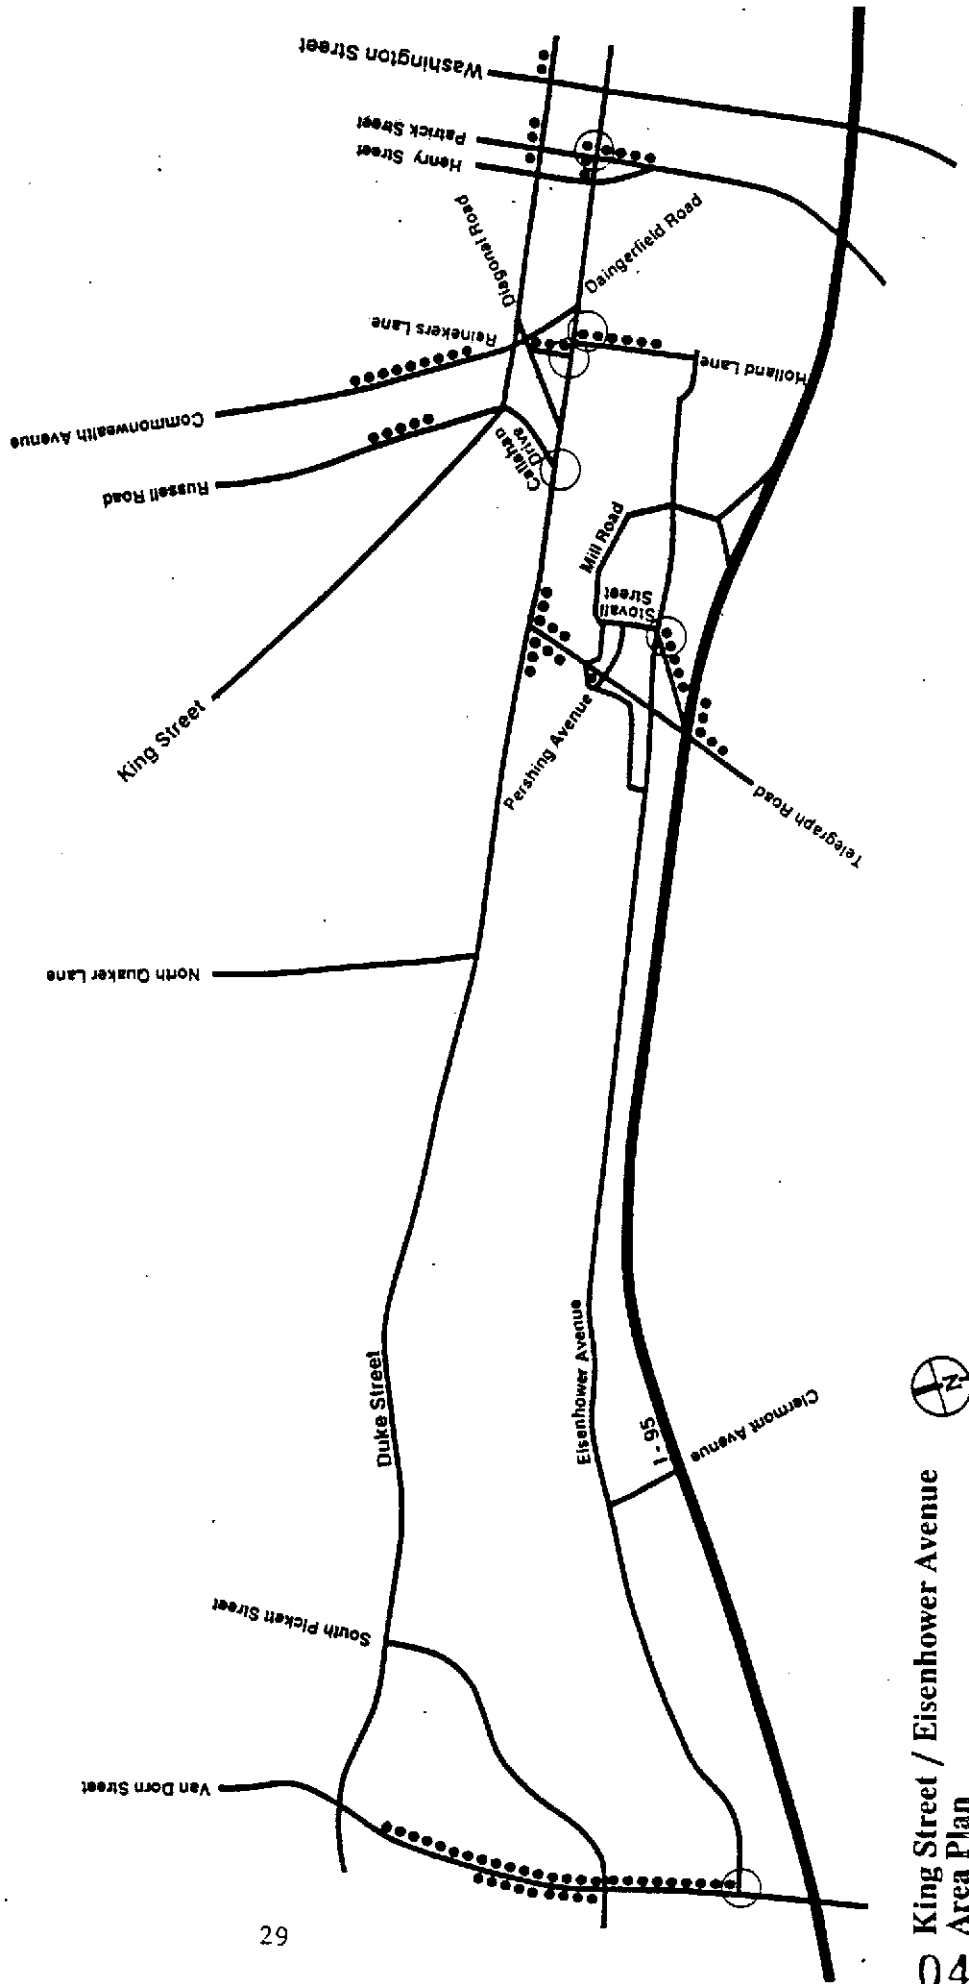 Washington Street
Patrick Street
Henry Street
Diagonal Road
Daingerfield Road
Reinekers Lane
Commonwealth Avenue
Holland Lane
Russell Road
Callahan
Drive
King Street
Mill Road
Stovall
Street
Pershing Avenue
Telegraph Road
North Quaker Lane
Duke Street
Eisenhower Avenue
I-95
Clermont Avenue
South Pickett Street
Van Dorn Street
29
N
King Street / Eisenhower Avenue
Area Plan
04